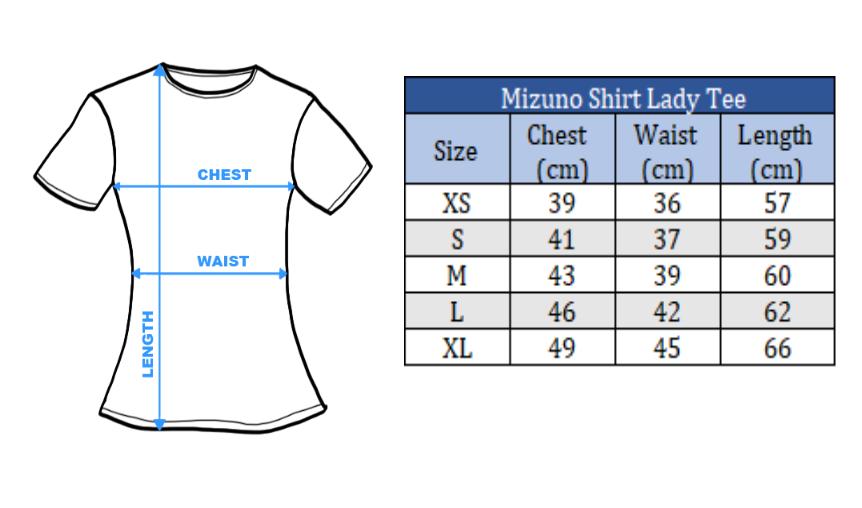 CHEST
WAIST
LENGTH
Mizuno Shirt Lady Tee
Size Chest (cm) Waist (cm) Length (cm)
XS 39 36 57
S 41 37 59
M 43 39 60
L 46 42 62
XL 49 45 66